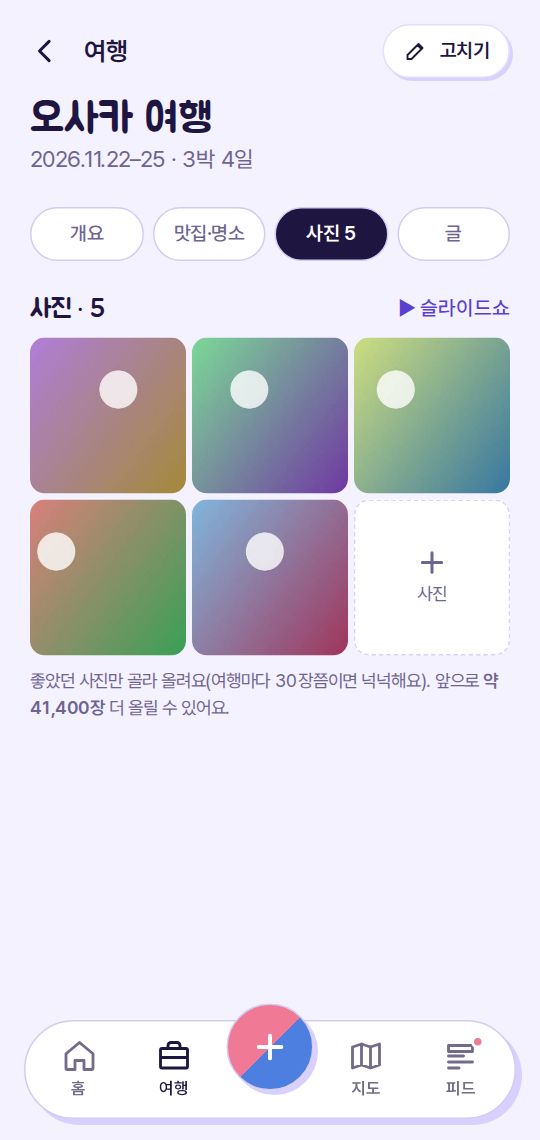 여행
고치기
오사카 여행
2026.11.22–25 · 3박 4일
개요
맛집·명소
사진 5
글
사진 · 5
▶ 슬라이드쇼
사진
좋았던 사진만 골라 올려요(여행마다 30장쯤이면 넉넉해요). 앞으로 약
41,400장 더 올릴 수 있어요.
홈
여행
지도
피드